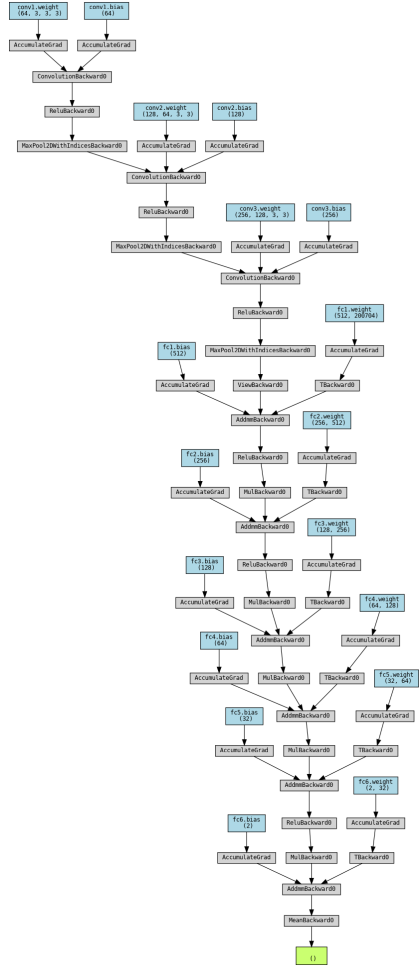 conv1.weight
(64, 3, 3, 3)
conv1.bias
(64)
AccumulateGrad
AccumulateGrad
ConvolutionBackward0
ReluBackward0
conv2.weight
(128, 64, 3, 3)
conv2.bias
(128)
MaxPool2DWithIndicesBackward0
AccumulateGrad
AccumulateGrad
ConvolutionBackward0
ReluBackward0
conv3.weight
(256, 128, 3, 3)
conv3.bias
(256)
MaxPool2DWithIndicesBackward0
AccumulateGrad
AccumulateGrad
ConvolutionBackward0
ReluBackward0
fc1.weight
(512, 200704)
fc1.bias
(512)
MaxPool2DWithIndicesBackward0
AccumulateGrad
AccumulateGrad
ViewBackward0
TBackward0
AddmmBackward0
fc2.weight
(256, 512)
fc2.bias
(256)
ReluBackward0
AccumulateGrad
AccumulateGrad
MulBackward0
TBackward0
AddmmBackward0
fc3.weight
(128, 256)
fc3.bias
(128)
ReluBackward0
AccumulateGrad
AccumulateGrad
MulBackward0
TBackward0
fc4.weight
(64, 128)
fc4.bias
(64)
AddmmBackward0
AccumulateGrad
AccumulateGrad
MulBackward0
TBackward0
fc5.weight
(32, 64)
fc5.bias
(32)
AddmmBackward0
AccumulateGrad
AccumulateGrad
MulBackward0
TBackward0
AddmmBackward0
fc6.weight
(2, 32)
fc6.bias
(2)
ReluBackward0
AccumulateGrad
AccumulateGrad
MulBackward0
TBackward0
AddmmBackward0
MeanBackward0
()